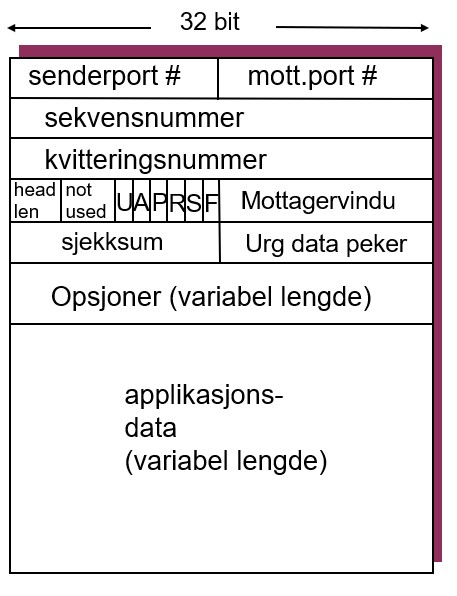 32 bit
senderport # mott.port #
sekvensnummer
kvitteringsnummer
head not U A P R S F Mottagervindu
len used
sjekksum Urg data peker
Opsjoner (variabel lengde)
applikasjons-
data
(variabel lengde)